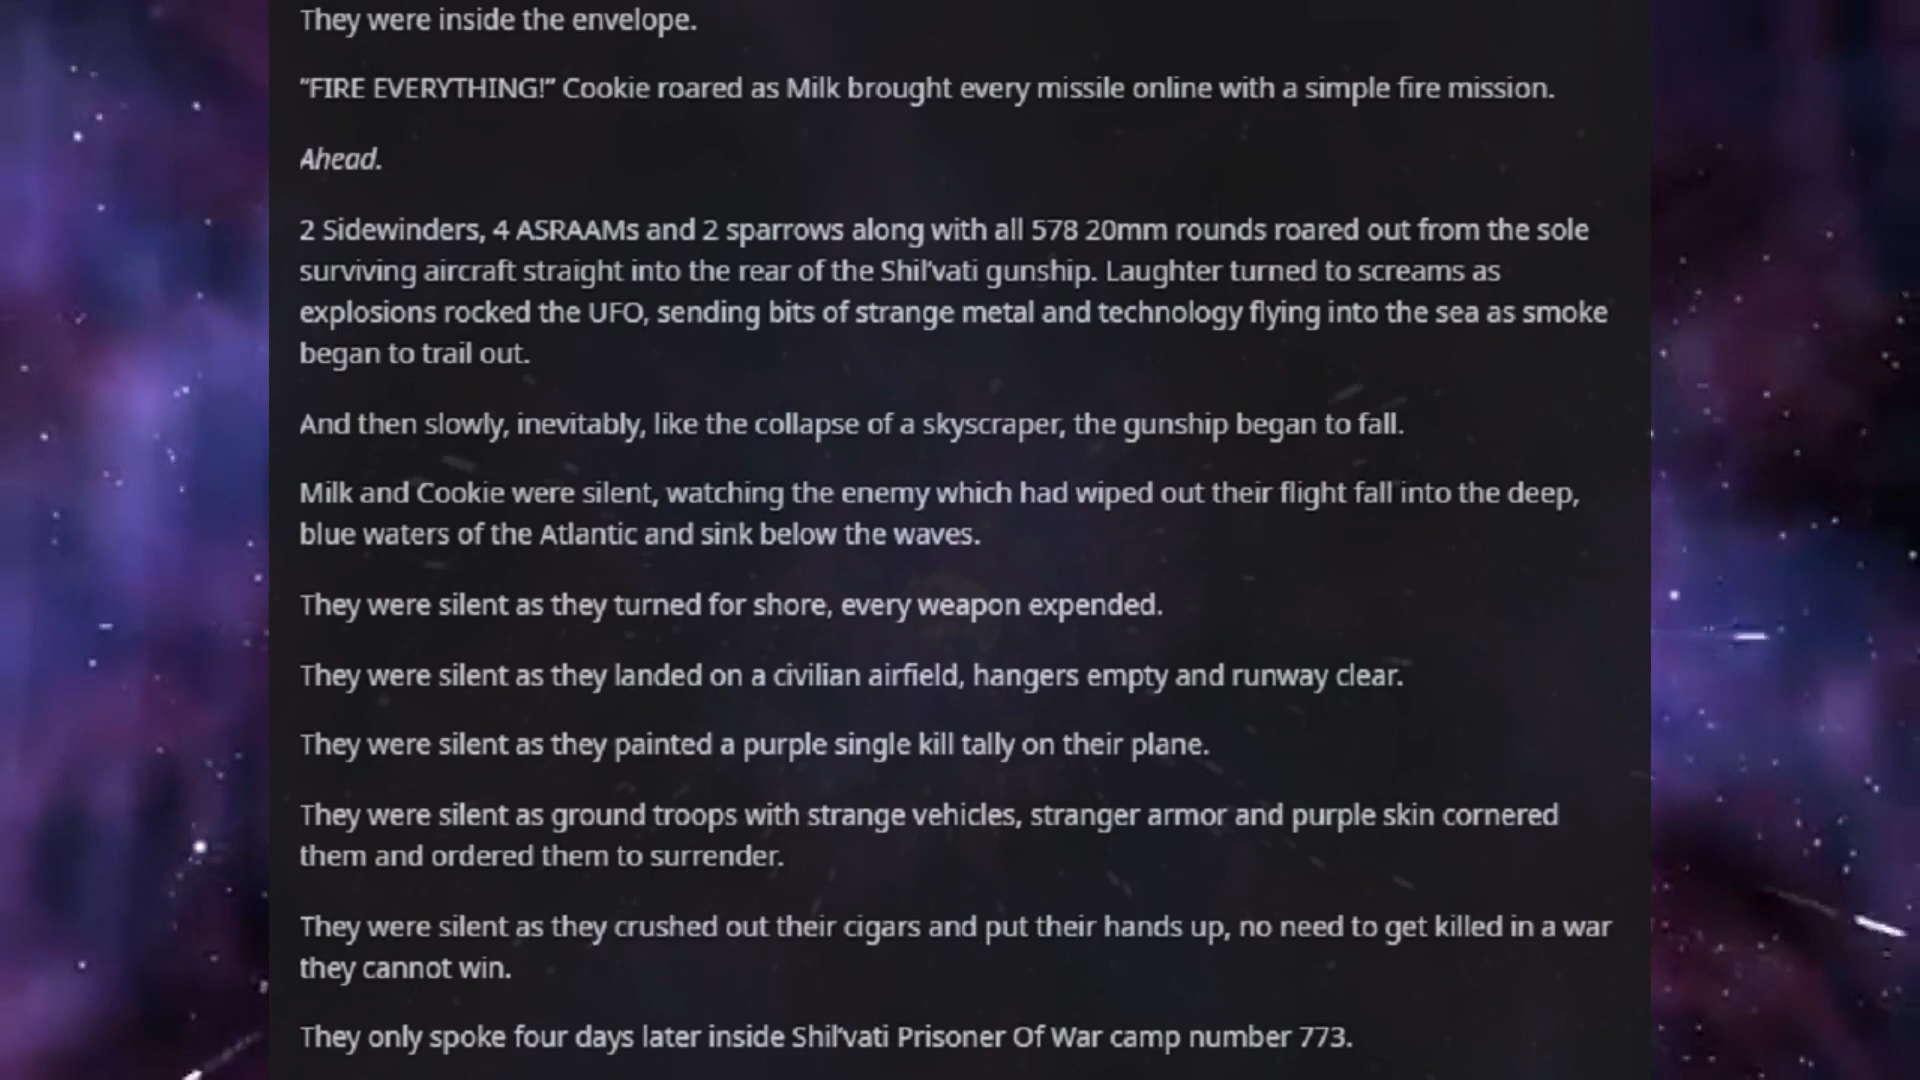 They were inside the envelope.
“FIRE EVERYTHING!” Cookie roared as Milk brought every missile online with a simple fire mission.
Ahead.
2 Sidewinders, 4 ASRAAMs and 2 sparrows along with all 578 20mm rounds roared out from the sole
surviving aircraft straight into the rear of the Shil’vati gunship. Laughter turned to screams as
explosions rocked the UFO, sending bits of strange metal and technology flying into the sea as smoke
began to trail out.
And then slowly, inevitably, like the collapse of a skyscraper, the gunship began to fall.
Milk and Cookie were silent, watching the enemy which had wiped out their flight fall into the deep,
blue waters of the Atlantic and sink below the waves.
They were silent as they turned for shore, every weapon expended.
They were silent as they landed on a civilian airfield, hangers empty and runway clear.
They were silent as they painted a purple single kill tally on their plane.
They were silent as ground troops with strange vehicles, stranger armor and purple skin cornered
them and ordered them to surrender.
They were silent as they crushed out their cigars and put their hands up, no need to get killed in a war
they cannot win.
They only spoke four days later inside Shil’vati Prisoner Of War camp number 773.